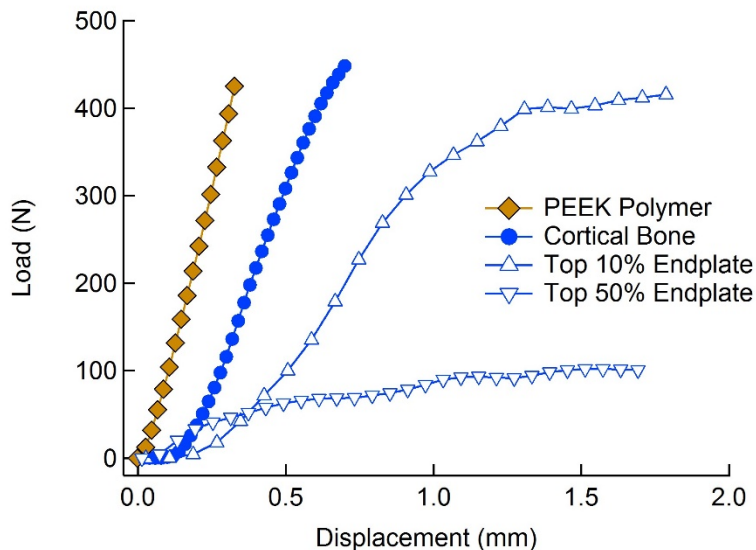 500
400
300
200
100
0
Load (N)
PEEK Polymer
Cortical Bone
Top 10% Endplate
Top 50% Endplate
0.0 0.5 1.0 1.5 2.0
Displacement (mm)